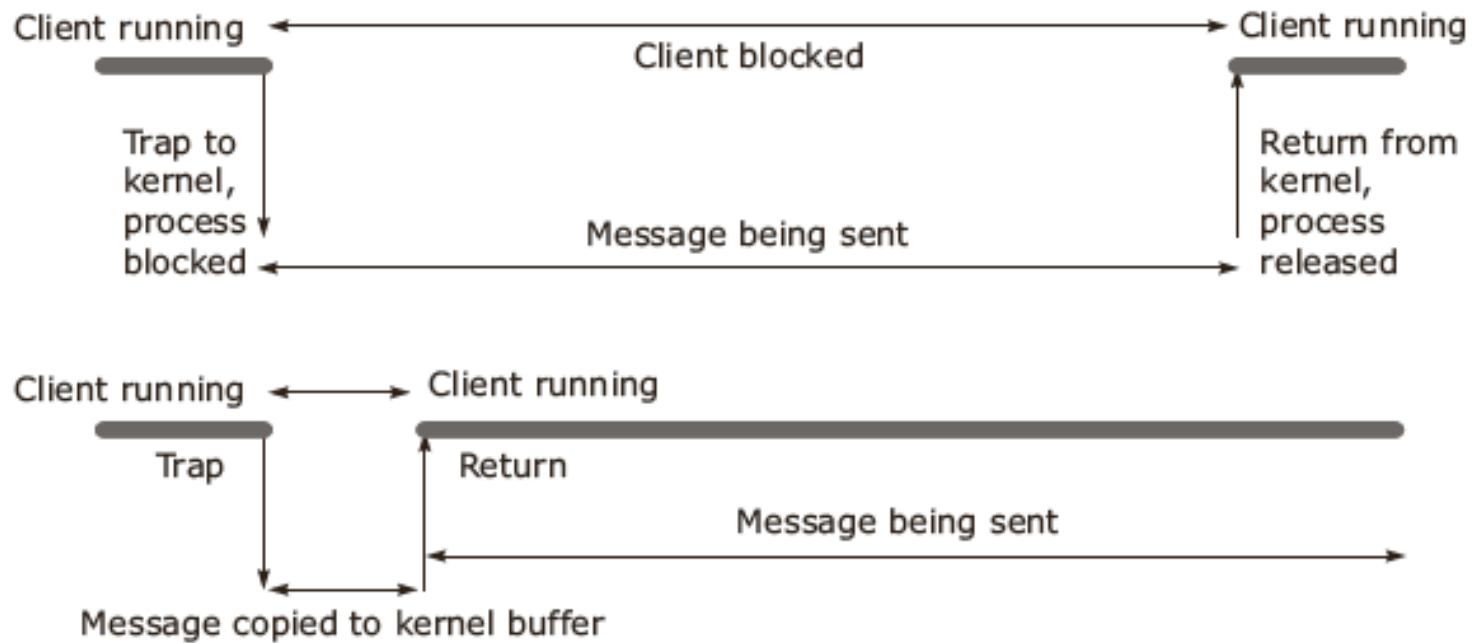 Client running
Client running
Client blocked
Trap to
kernel,
process
blocked
Return from
kernel,
process
released
Message being sent
Client running
Client running
Trap
Return
Message being sent
Message copied to kernel buffer